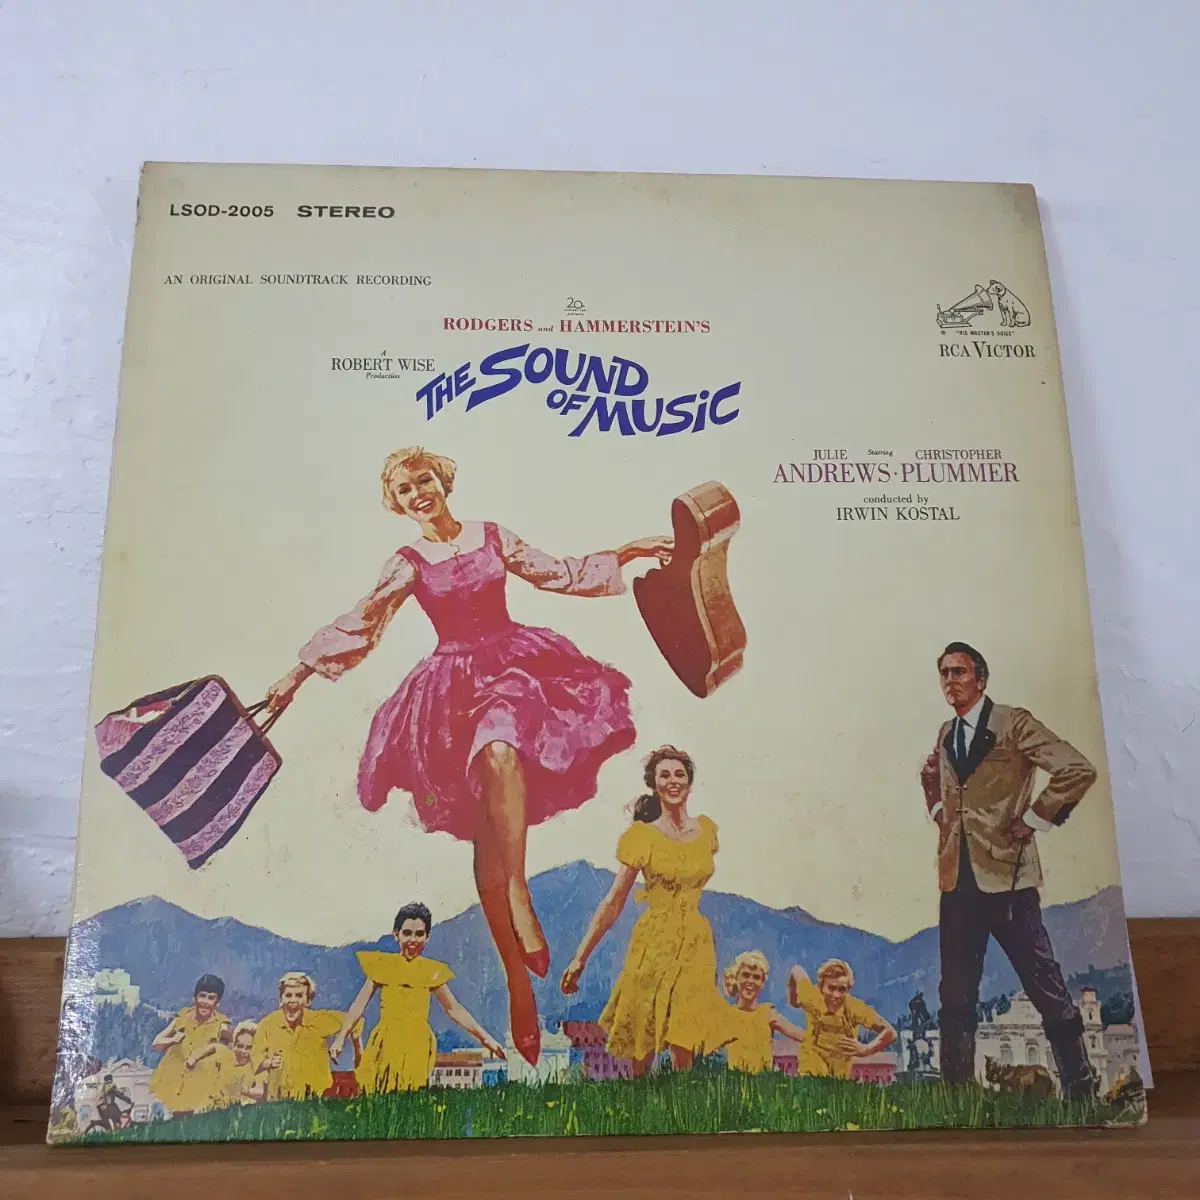 LSOD-2005 STEREO
AN ORIGINAL SOUNDTRACK RECORDING
20
RODGERS and HAMMERSTEIN'S
A
ROBERT WISE
Production
THE SOUND
OF MUSIC
"HIS MASTER'S VOICE"
RCA VICTOR
Starring
JULIE CHRISTOPHER
ANDREWS · PLUMMER
conducted by
IRWIN KOSTAL